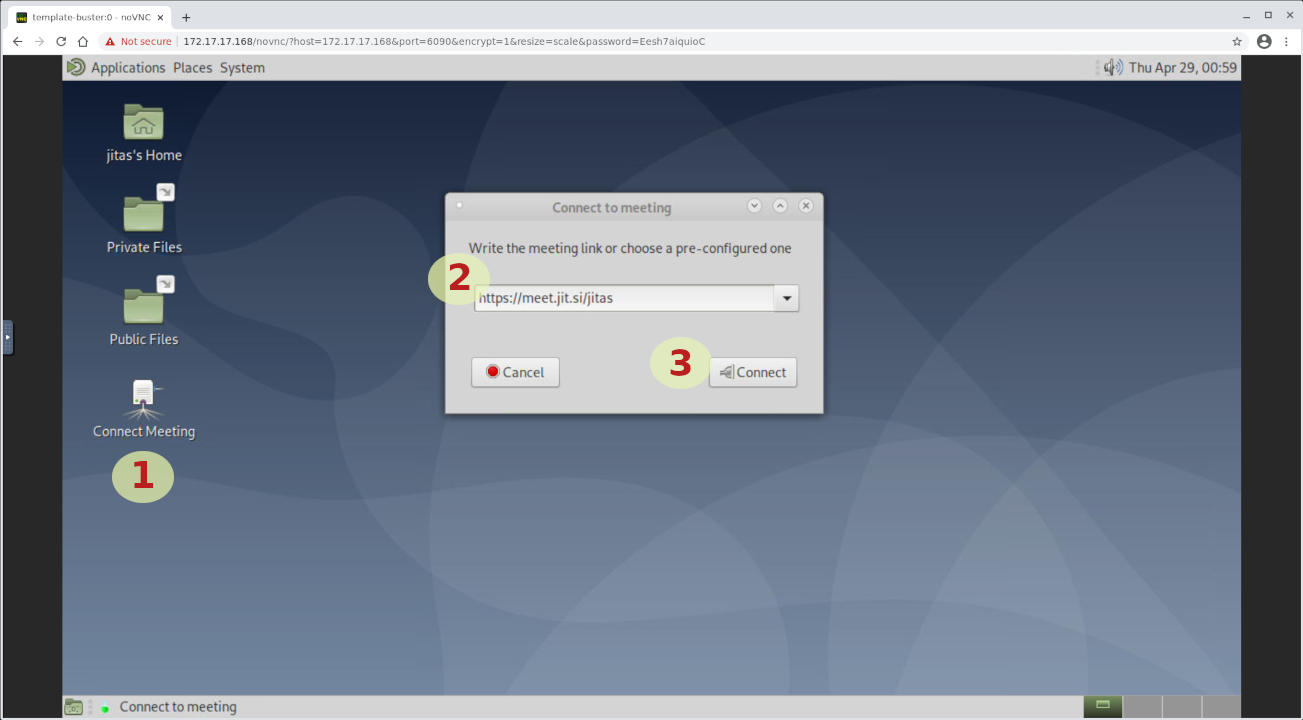 template-buster:0 - noVNC
Not secure
172.17.17.168/novnc/?host=172.17.17.168&port=6090&encrypt=1&resize=scale&password=Eesh7aiquioC
Applications Places System
Thu Apr 29, 00:59
jitas's Home
Private Files
Public Files
Connect Meeting
1
Connect to meeting
Write the meeting link or choose a pre-configured one
2
https://meet.jit.si/jitas
Cancel
3
Connect
Connect to meeting